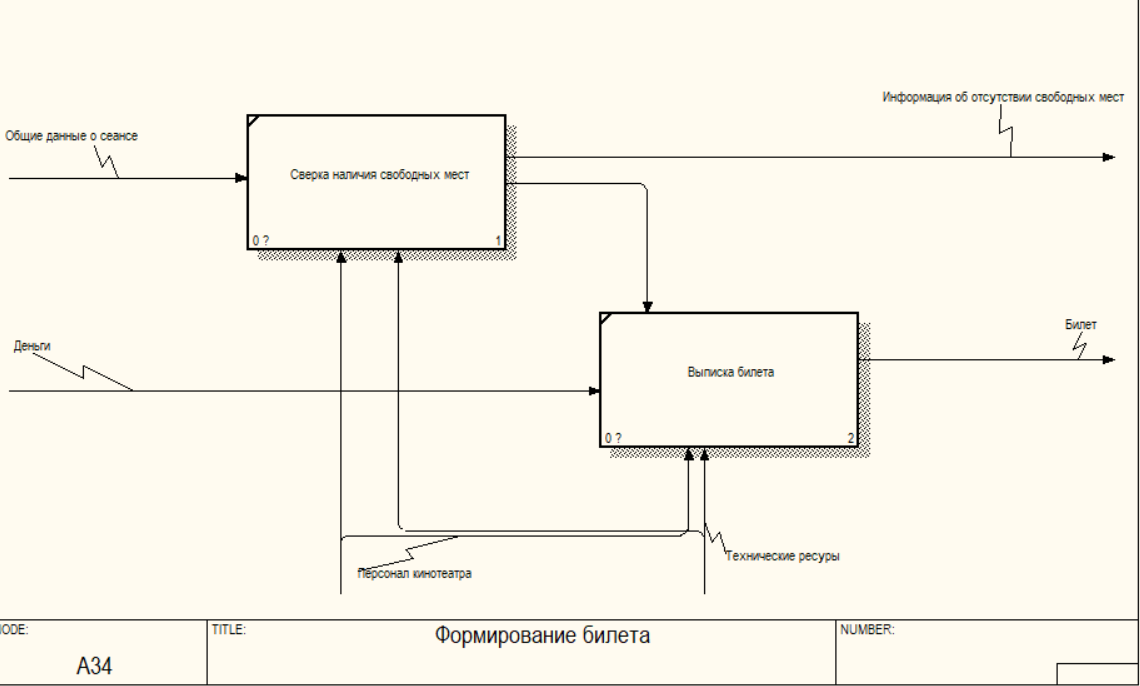 Информация об отсутствии свободных мест
Общие данные о сеансе
Сверка наличия свободных мест
0 ?
1
Билет
Деньги
Выписка билета
0 ?
2
Технические ресуры
Персонал кинотеатра
TITLE:
NUMBER:
Формирование билета
A34